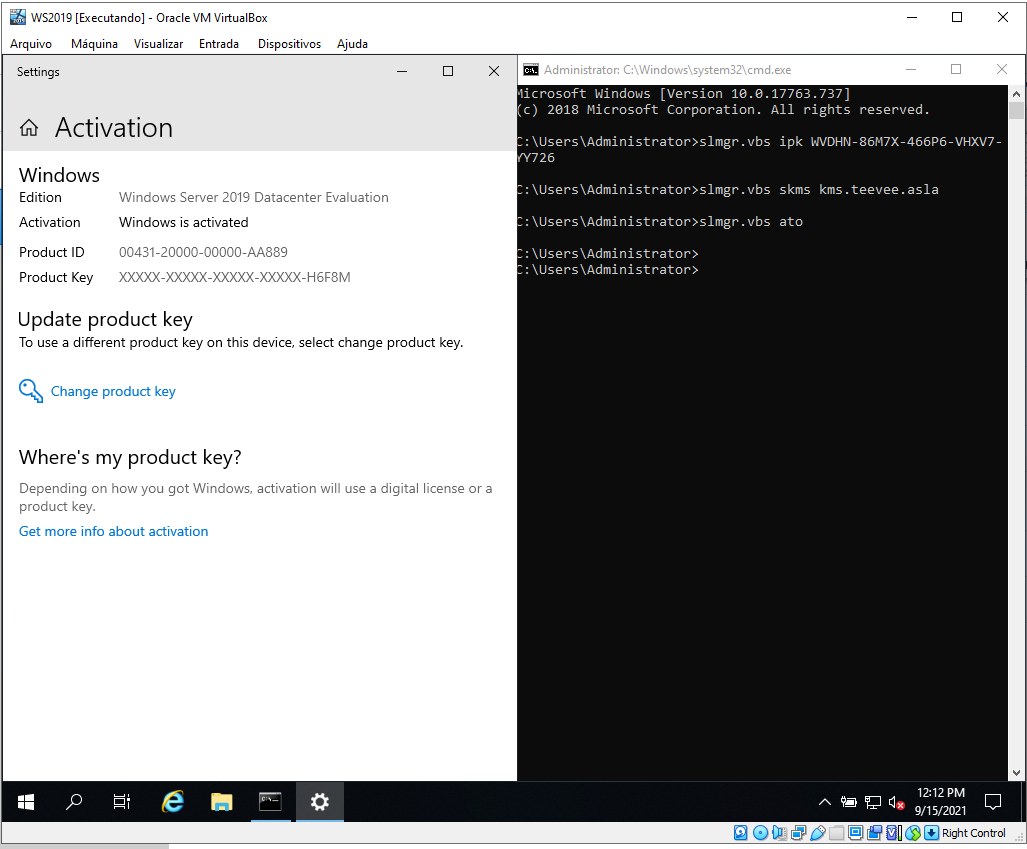 WS2019 [Executando] - Oracle VM VirtualBox
Arquivo Máquina Visualizar Entrada Dispositivos Ajuda
Settings
Activation
Windows
Edition Windows Server 2019 Datacenter Evaluation
Activation Windows is activated
Product ID 00431-20000-00000-AA889
Product Key XXXXX-XXXXX-XXXXX-XXXXX-H6F8M
Update product key
To use a different product key on this device, select change product key.
Change product key
Where's my product key?
Depending on how you got Windows, activation will use a digital license or a
product key.
Get more info about activation
Administrator: C:\Windows\system32\cmd.exe
Microsoft Windows [Version 10.0.17763.737]
(c) 2018 Microsoft Corporation. All rights reserved.
C:\Users\Administrator>slmgr.vbs ipk WVDHN-86M7X-466P6-VHXV7-
YY726
C:\Users\Administrator>slmgr.vbs skms kms.teevee.asla
C:\Users\Administrator>slmgr.vbs ato
C:\Users\Administrator>
C:\Users\Administrator>
12:12 PM
9/15/2021
Right Control